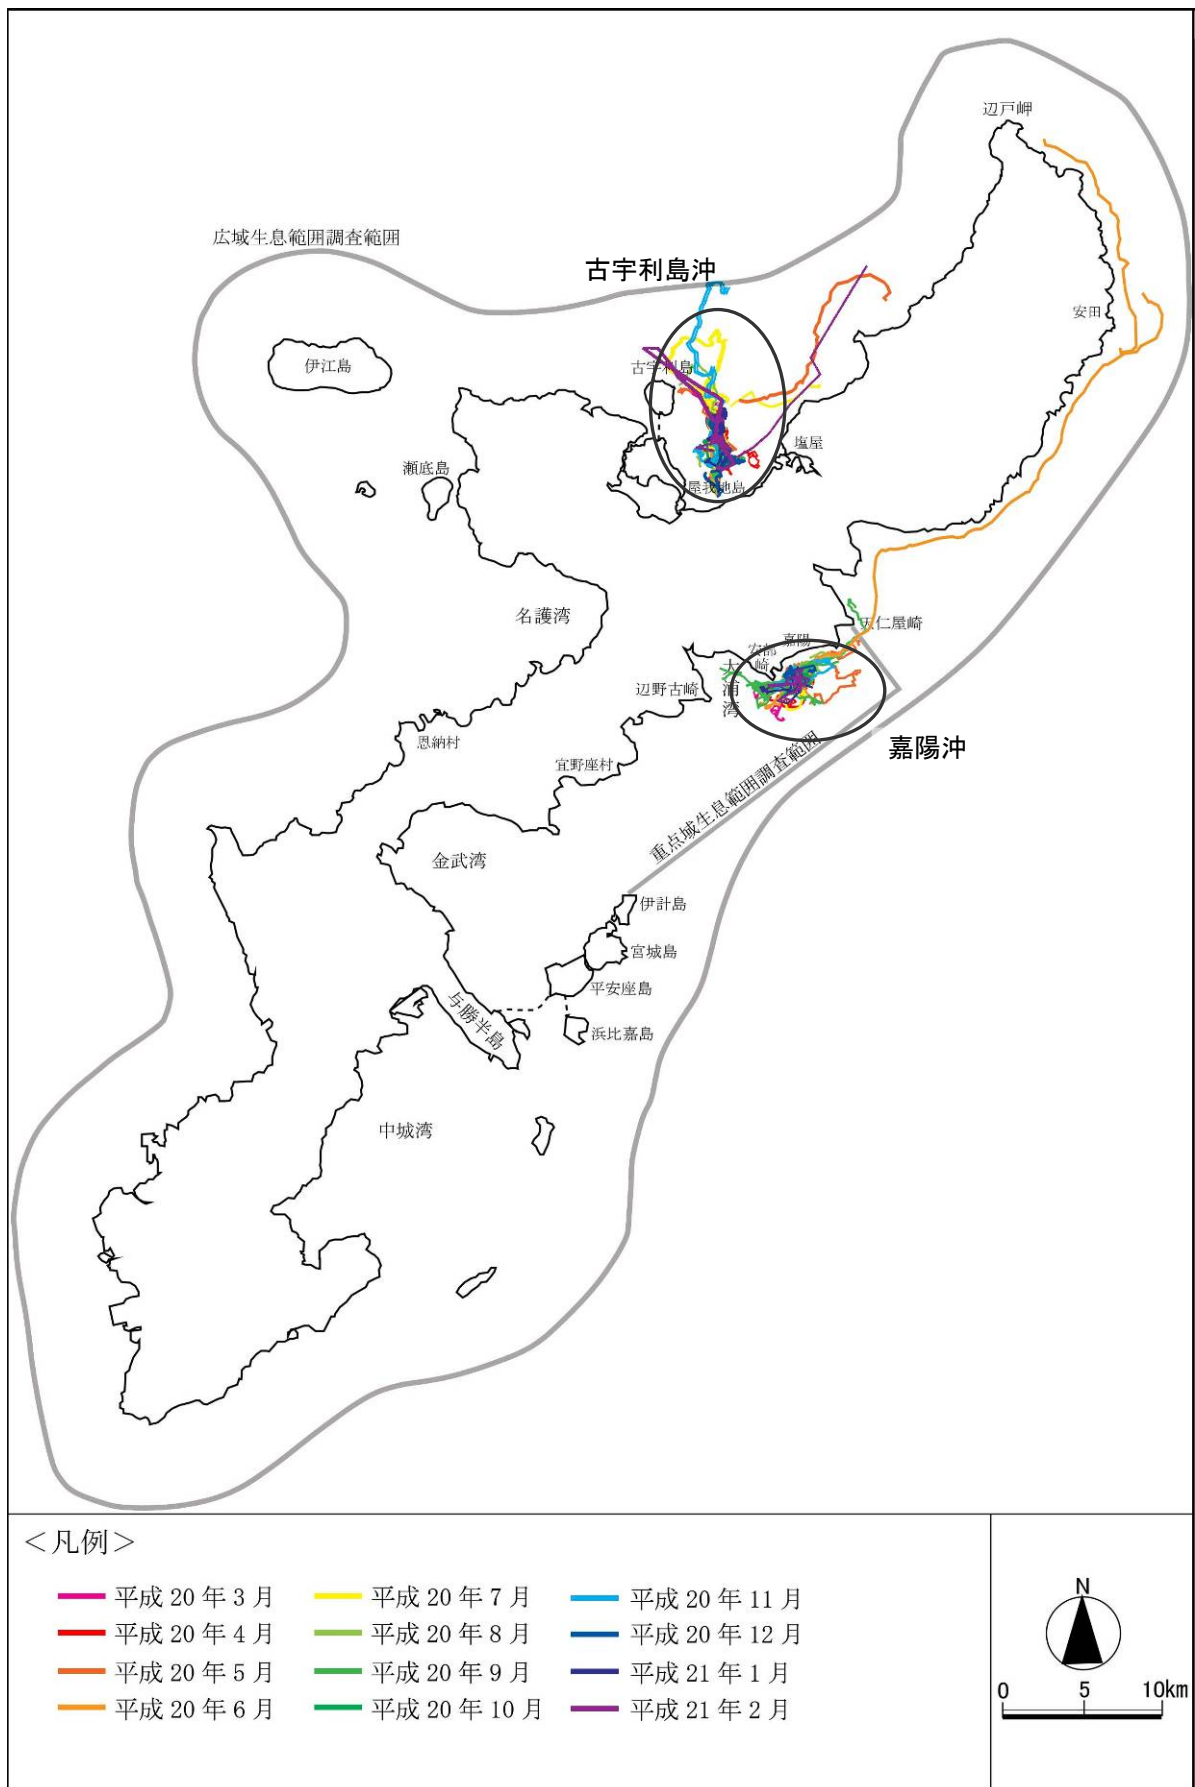 辺戸岬
広域生息範囲調査範囲
古宇利島沖
安田
伊江島
古宇利島
塩屋
瀬底島
屋我地島
名護湾
天仁屋崎
嘉陽
安部崎
大浦湾
辺野古崎
恩納村
嘉陽沖
宜野座村
重点域生息範囲調査範囲
金武湾
伊計島
宮城島
平安座島
与勝半島
浜比嘉島
中城湾
<凡例>
平成 20 年 3 月
平成 20 年 4 月
平成 20 年 5 月
平成 20 年 6 月
平成 20 年 7 月
平成 20 年 8 月
平成 20 年 9 月
平成 20 年 10 月
平成 20 年 11 月
平成 20 年 12 月
平成 21 年 1 月
平成 21 年 2 月
N
0 5 10km